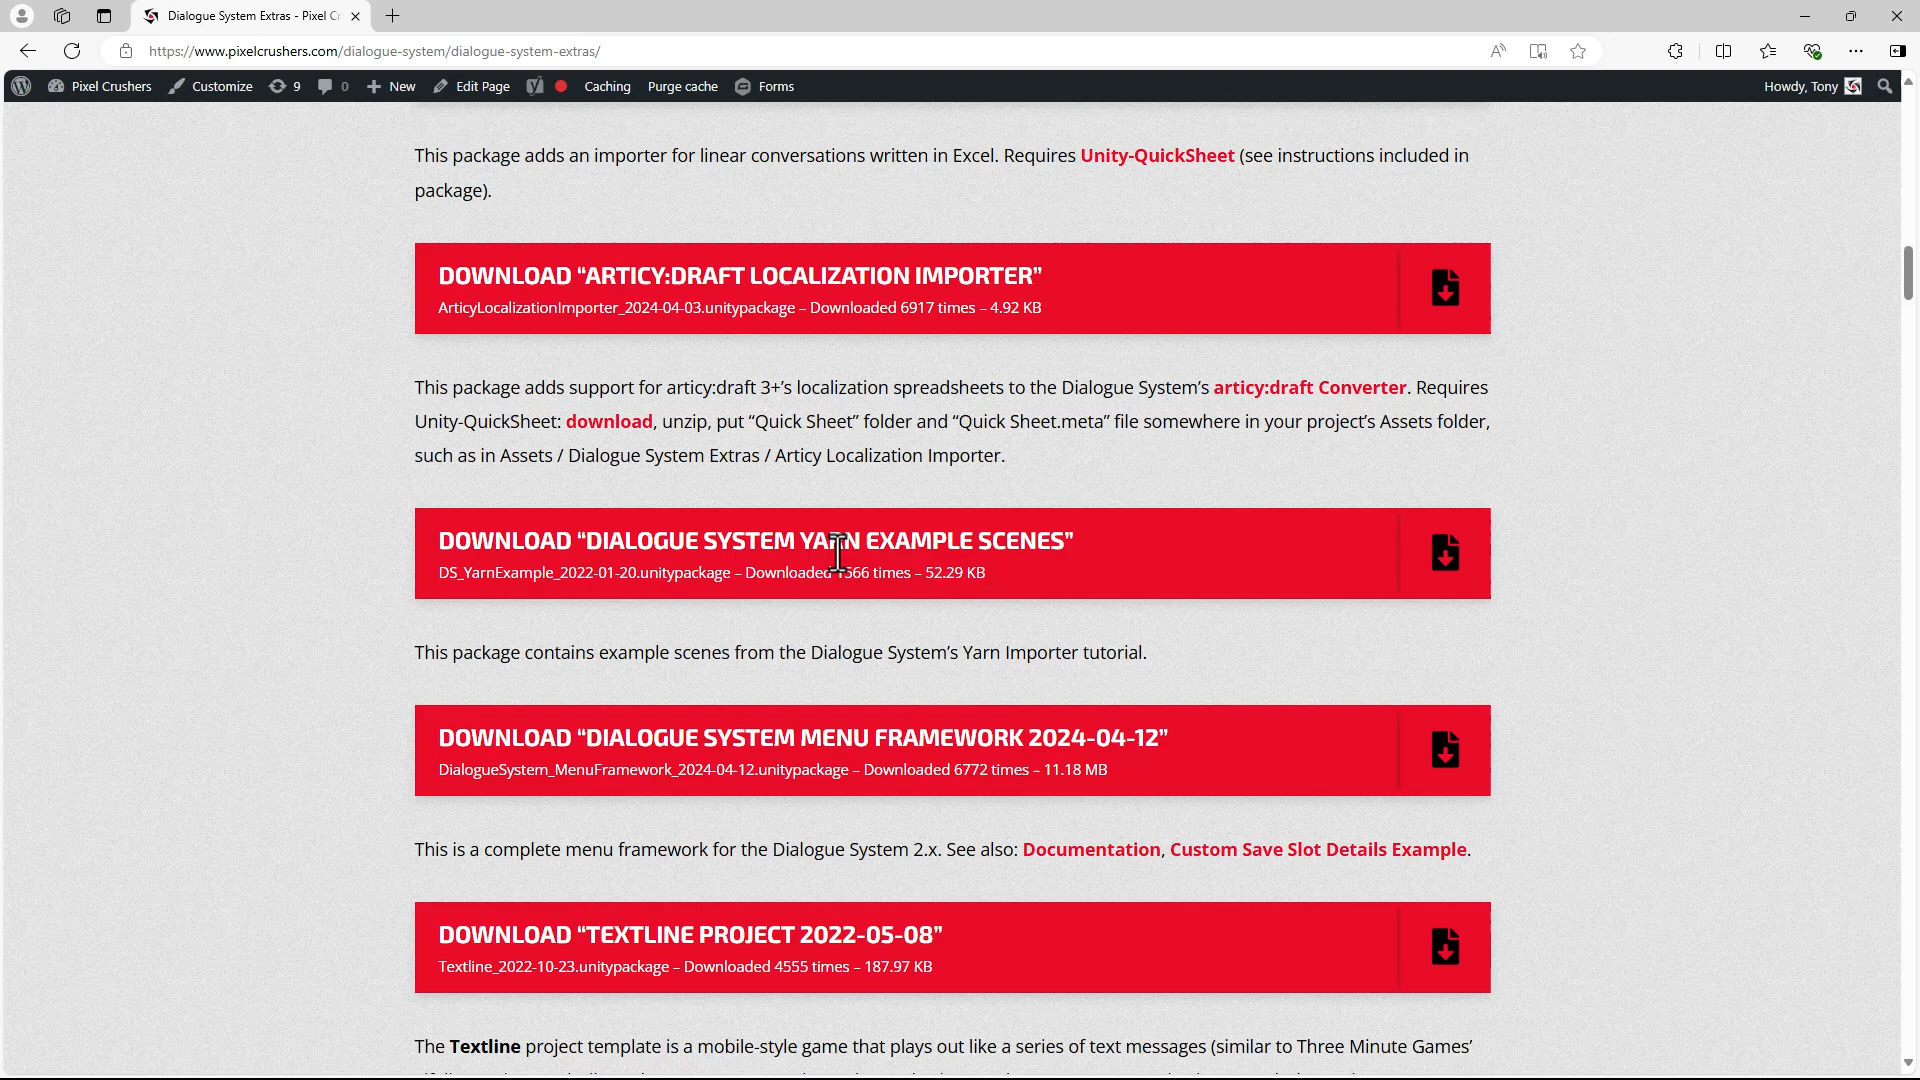 Dialogue System Extras - Pixel Cr
https://www.pixelcrushers.com/dialogue-system/dialogue-system-extras/
Pixel Crushers Customize 9 0 New Edit Page Caching Purge cache Forms Howdy, Tony
This package adds an importer for linear conversations written in Excel. Requires Unity-QuickSheet (see instructions included in
package).
DOWNLOAD “ARTICY:DRAFT LOCALIZATION IMPORTER”
ArticyLocalizationImporter_2024-04-03.unitypackage – Downloaded 6917 times – 4.92 KB
This package adds support for articy:draft 3+’s localization spreadsheets to the Dialogue System’s articy:draft Converter. Requires
Unity-QuickSheet: download, unzip, put “Quick Sheet” folder and “Quick Sheet.meta” file somewhere in your project’s Assets folder,
such as in Assets / Dialogue System Extras / Articy Localization Importer.
DOWNLOAD “DIALOGUE SYSTEM YARN EXAMPLE SCENES”
DS_YarnExample_2022-01-20.unitypackage – Downloaded times – 52.29 KB
This package contains example scenes from the Dialogue System’s Yarn Importer tutorial.
DOWNLOAD “DIALOGUE SYSTEM MENU FRAMEWORK 2024-04-12”
DialogueSystem_MenuFramework_2024-04-12.unitypackage – Downloaded 6772 times – 11.18 MB
This is a complete menu framework for the Dialogue System 2.x. See also: Documentation, Custom Save Slot Details Example.
DOWNLOAD “TEXTLINE PROJECT 2022-05-08”
Textline_2022-10-23.unitypackage – Downloaded 4555 times – 187.97 KB
The Textline project template is a mobile-style game that plays out like a series of text messages (similar to Three Minute Games’